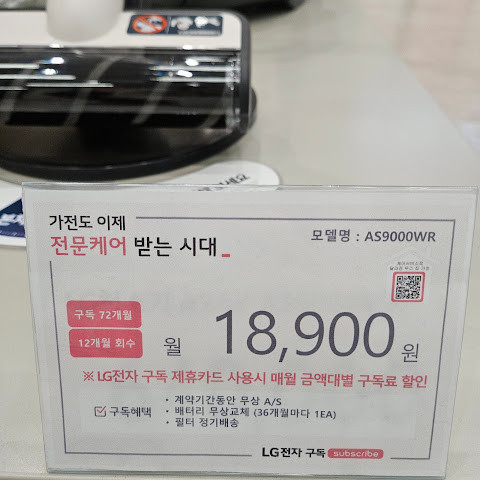 가전도 이제
전문케어 받는 시대
모델명 : AS9000WR
구독 72개월
12개월 회수
월 18,900원
※ LG전자 구독 제휴카드 사용시 매월 금액대별 구독료 할인
구독혜택
· 계약기간동안 무상 A/S
· 배터리 무상교체 (36개월마다 1EA)
· 필터 정기배송
LG전자 구독 subscribe